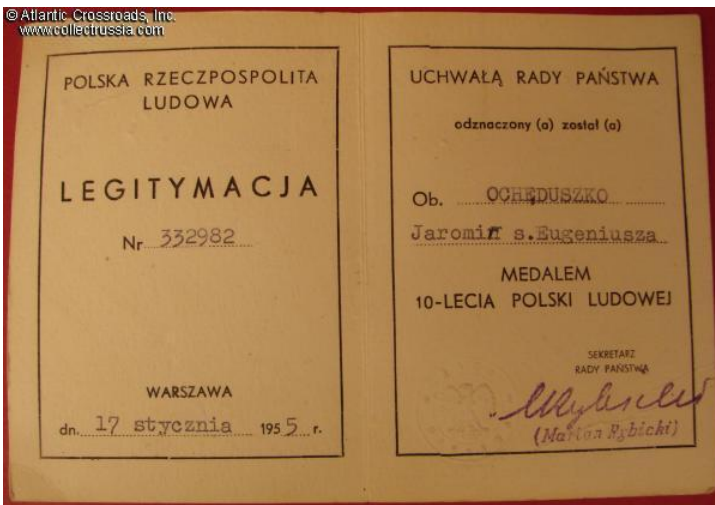 © Atlantic Crossroads, Inc.
www.collectrussia.com
POLSKA RZECZPOSPOLITA
LUDOWA
LEGITYMACJA
Nr 332982
WARSZAWA
dn. 17 stycznia 1955 r.
UCHWAŁĄ RADY PAŃSTWA
odznaczony (a) został (a)
Ob. OCHĘDUSZKO
Jaromir s.Eugeniusza
MEDALEM
10-LECIA POLSKI LUDOWEJ
SEKRETARZ
RADY PAŃSTWA
(Marian Rybicki)